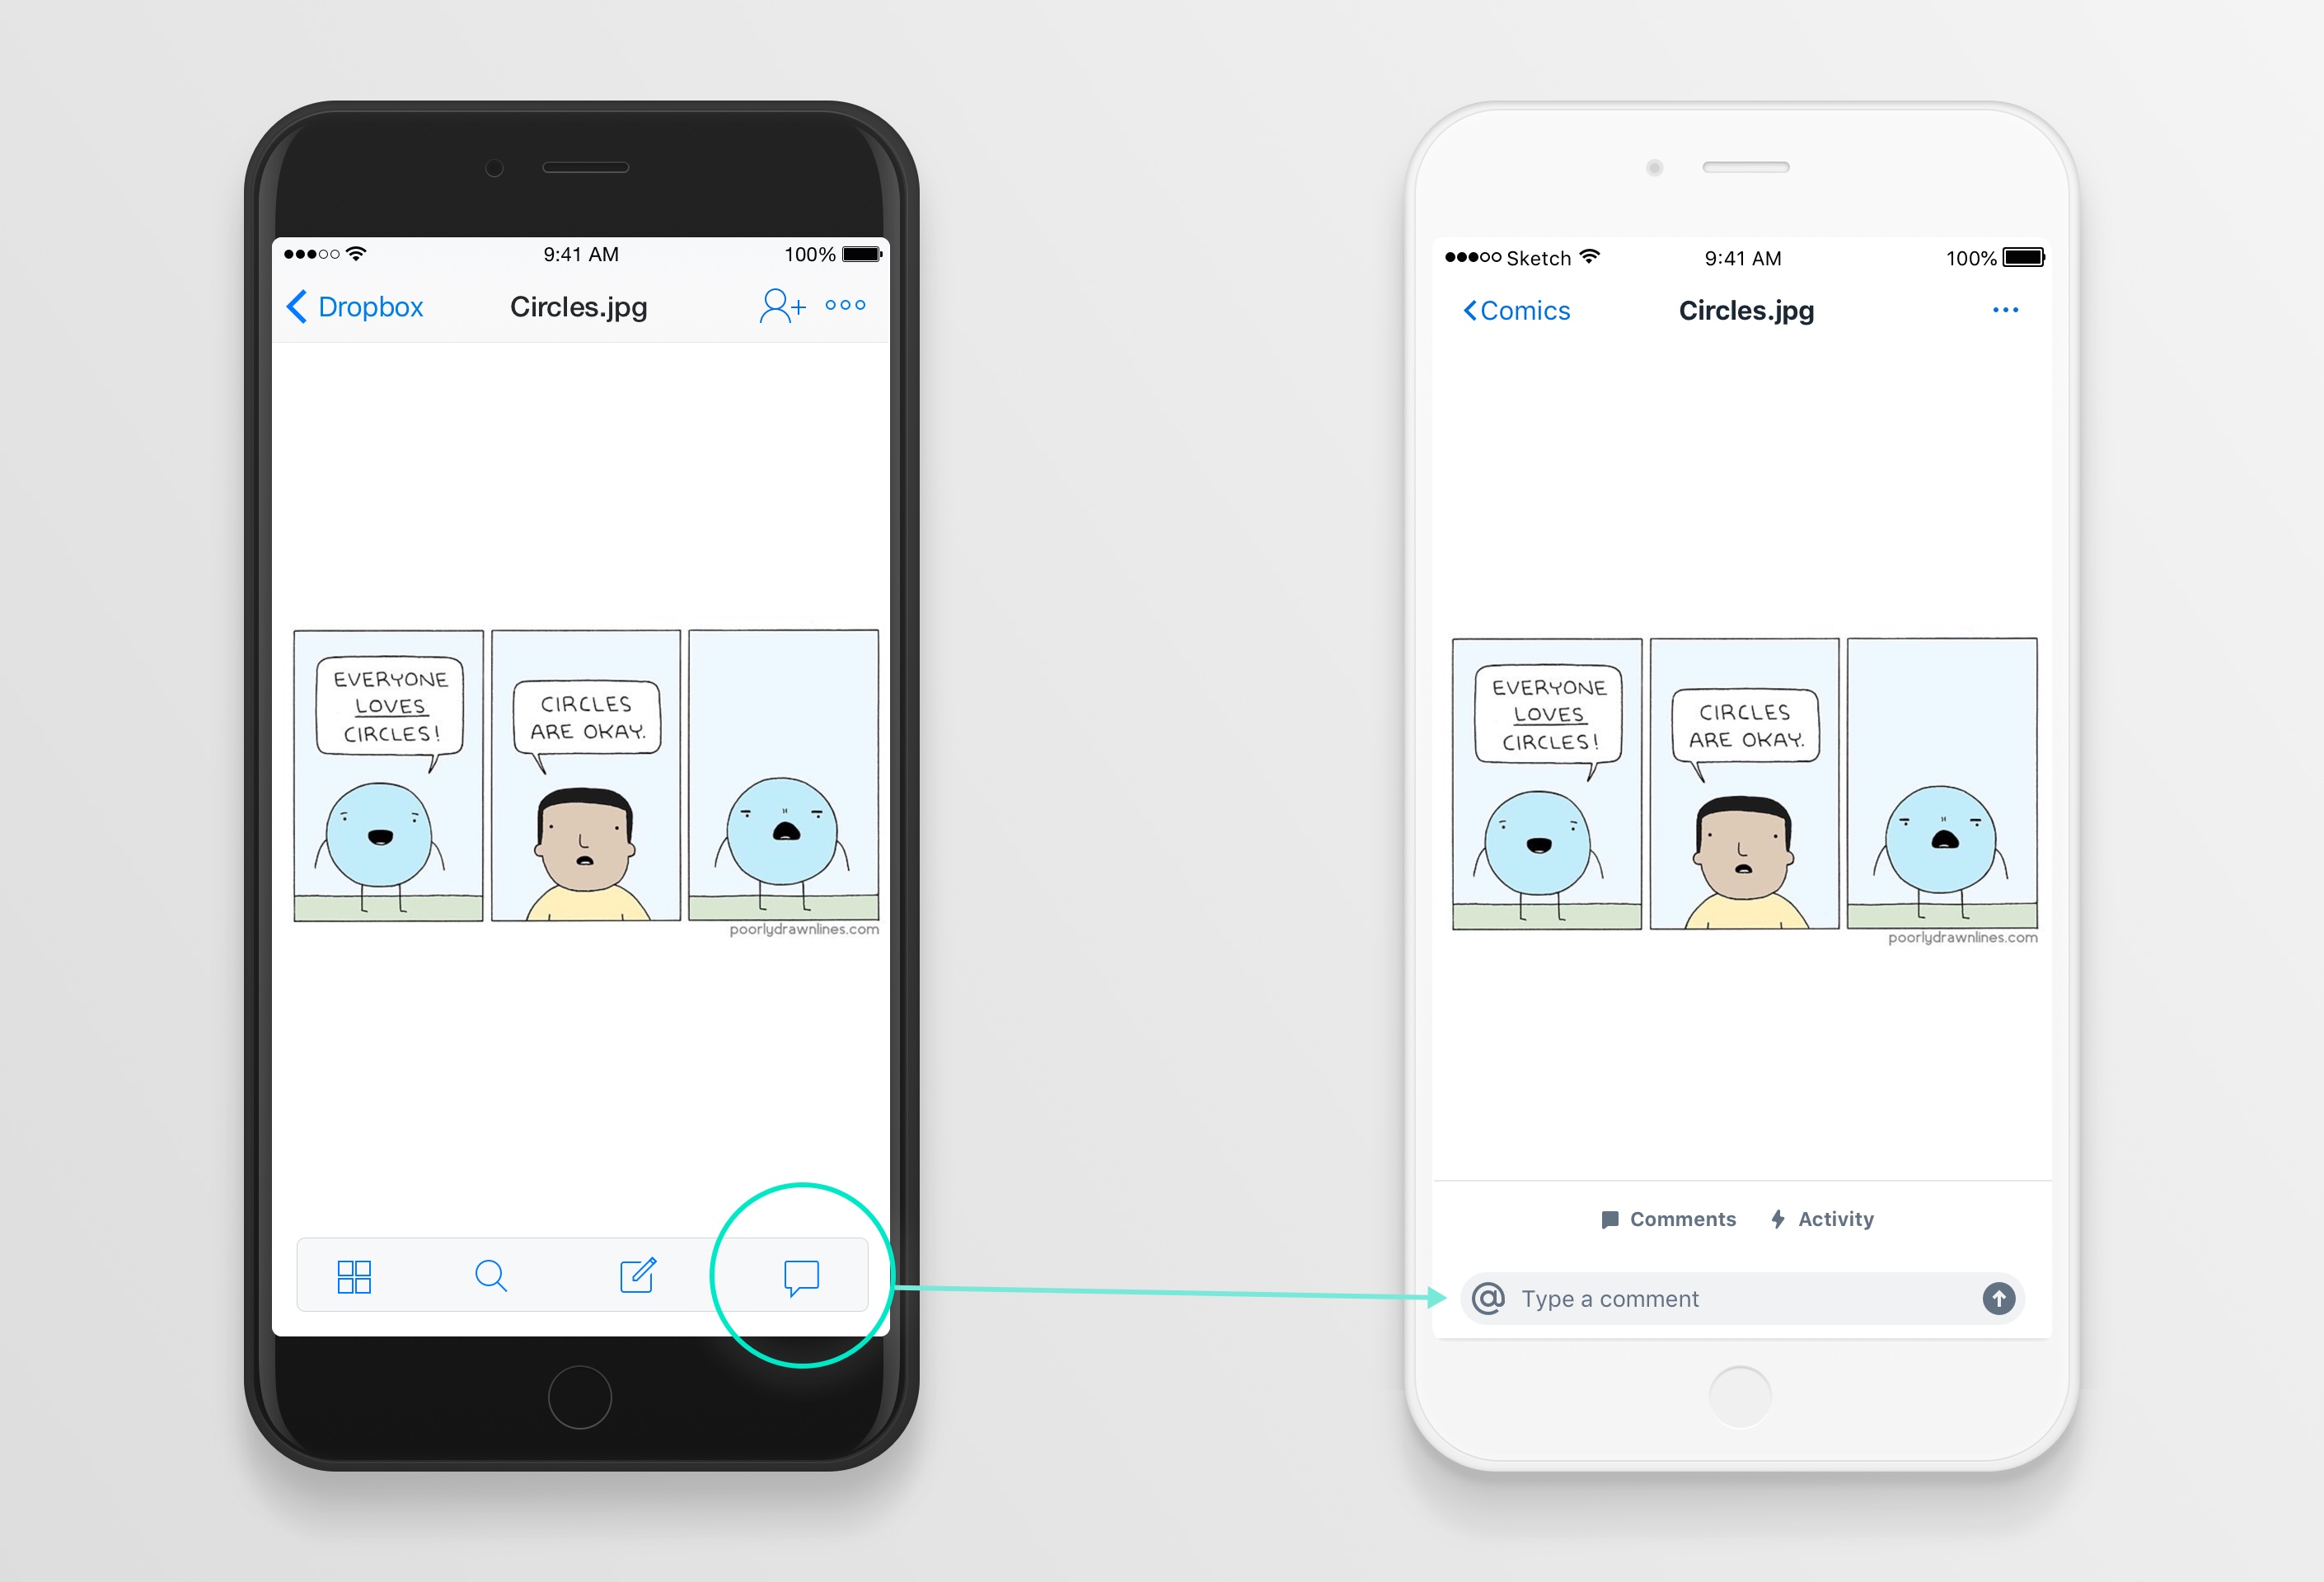 9:41 AM
100%
Dropbox
Circles.jpg
EVERYONE
LOVES
CIRCLES!
CIRCLES
ARE OKAY.
poorlydrawnlines.com
Sketch
9:41 AM
100%
Comics
Circles.jpg
EVERYONE
LOVES
CIRCLES!
CIRCLES
ARE OKAY.
poorlydrawnlines.com
Comments
Activity
@ Type a comment